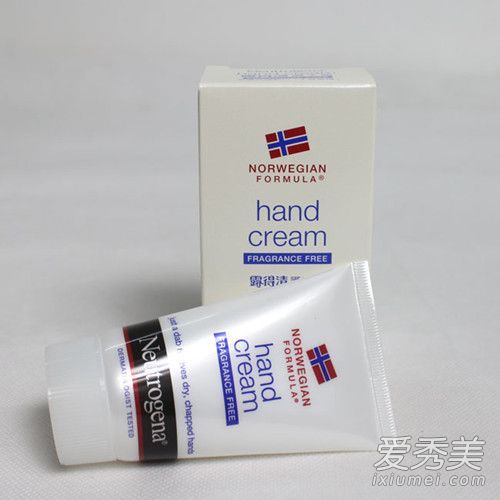 NORWEGIAN
FORMULA®
hand
cream
FRAGRANCE FREE
露得清
NORWEGIAN
FORMULA®
hand
cream
FRAGRANCE FREE
just a dab relieves dry, chapped hands
Neutrogena®
DERMATOLOGIST TESTED
爱秀美
ixiumei.com